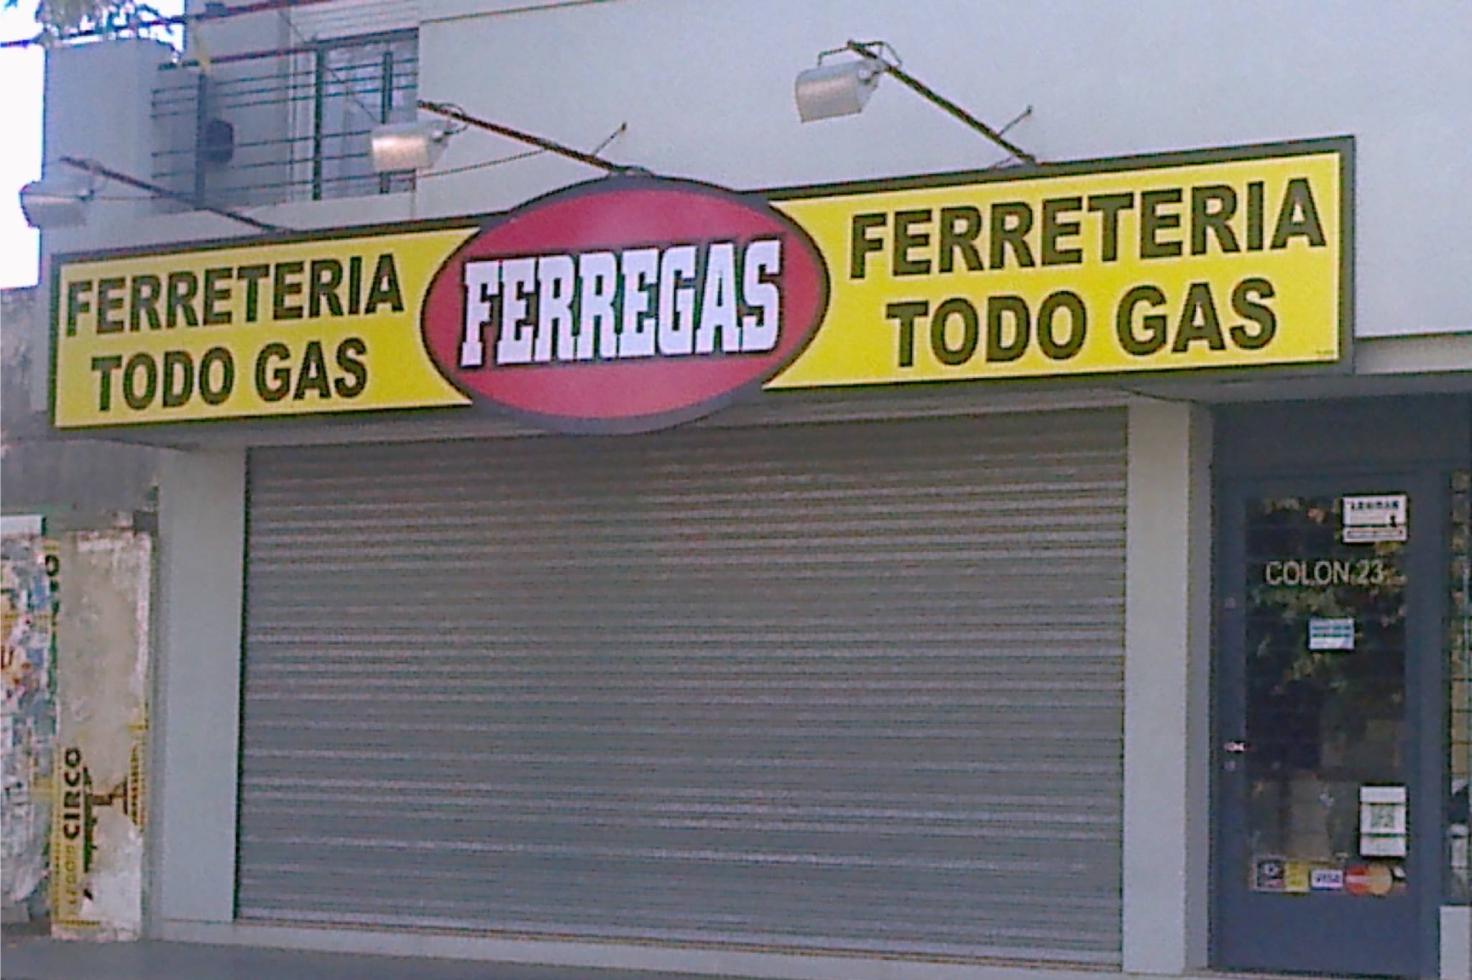 FERRETERIA
TODO GAS
FERREGAS
FERRETERIA
TODO GAS
COLON 23
VISA
CIRCO